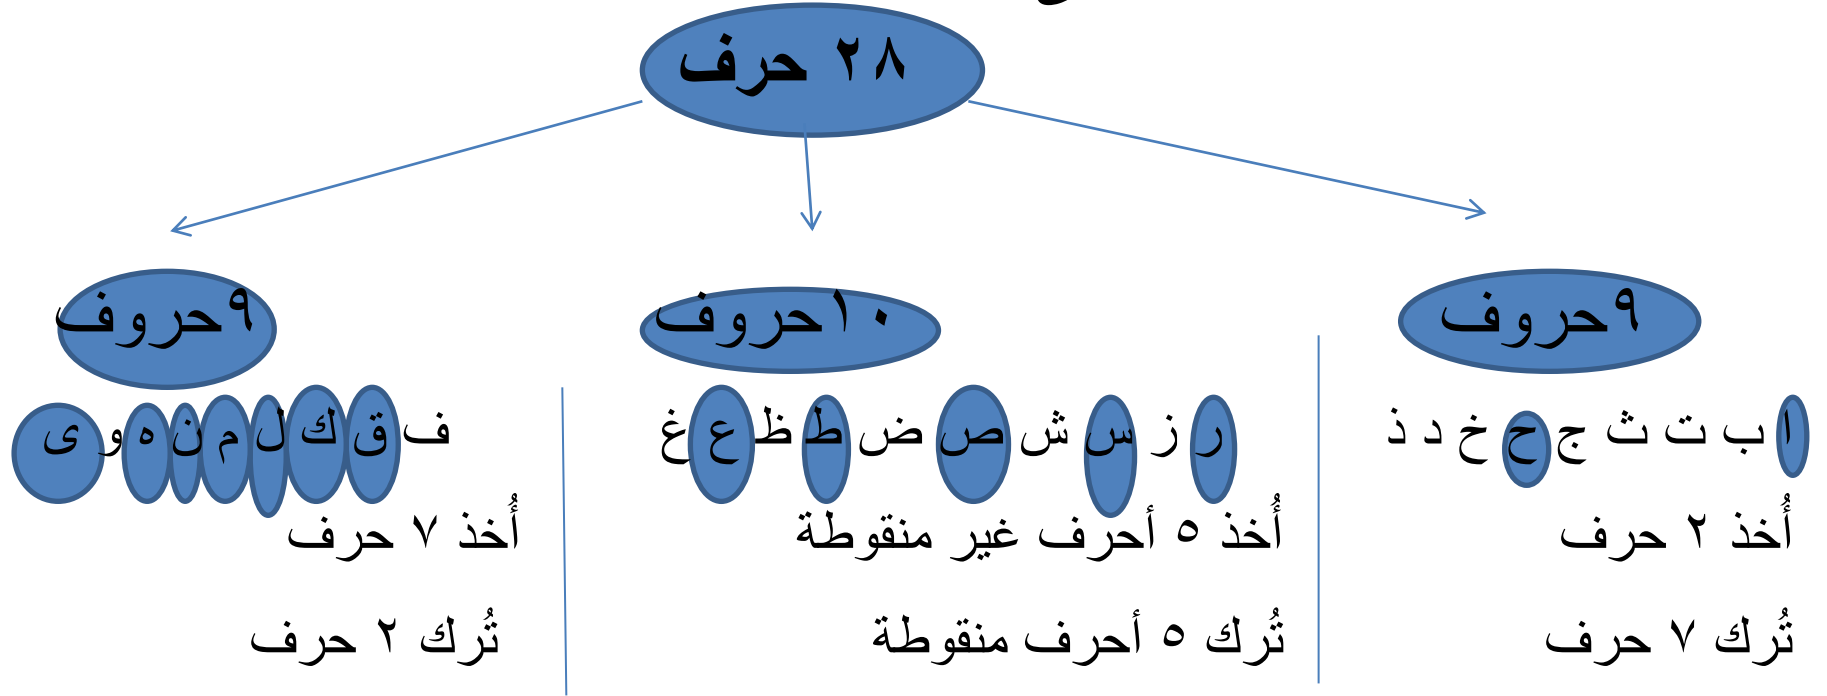 ٢٨ حرف
٩حروف
ا ب ت ث ج ح خ د ذ
أُخذ ٢ حرف
تُرك ٧ حرف
١٠حروف
ر ز س ش ص ض ط ظ ع غ
أُخذ ٥ أحرف غير منقوطة
تُرك ٥ أحرف منقوطة
٩حروف
ف ق ك ل م ن ه و ى
أُخذ ٧ حرف
تُرك ٢ حرف